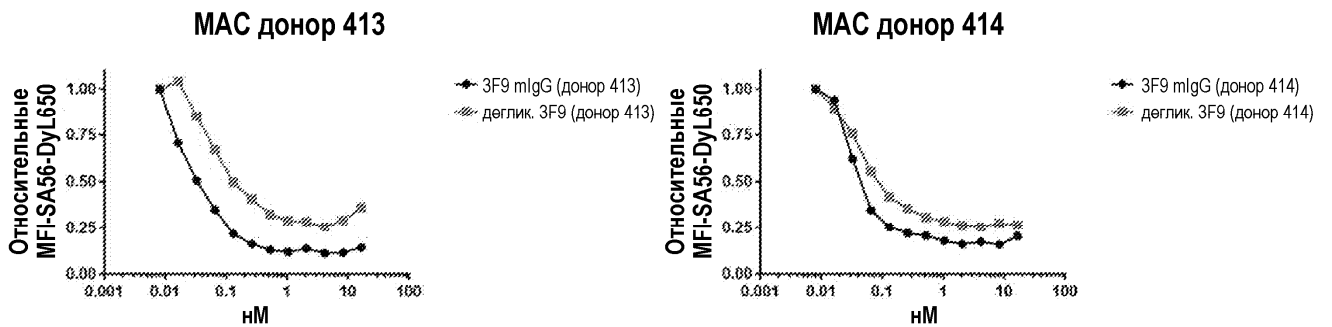 МАС донор 413
Относительные
MFI-SA56-DyL650
1.00
0.75
0.50
0.25
0.00
0.001
0.01
0.1
1
10
100
нМ
3F9 mIgG (донор 413)
деглик. 3F9 (донор 413)
МАС донор 414
Относительные
MFI-SA56-DyL650
1.00
0.75
0.50
0.25
0.00
0.001
0.01
0.1
1
10
100
нМ
3F9 mIgG (донор 414)
деглик. 3F9 (донор 414)